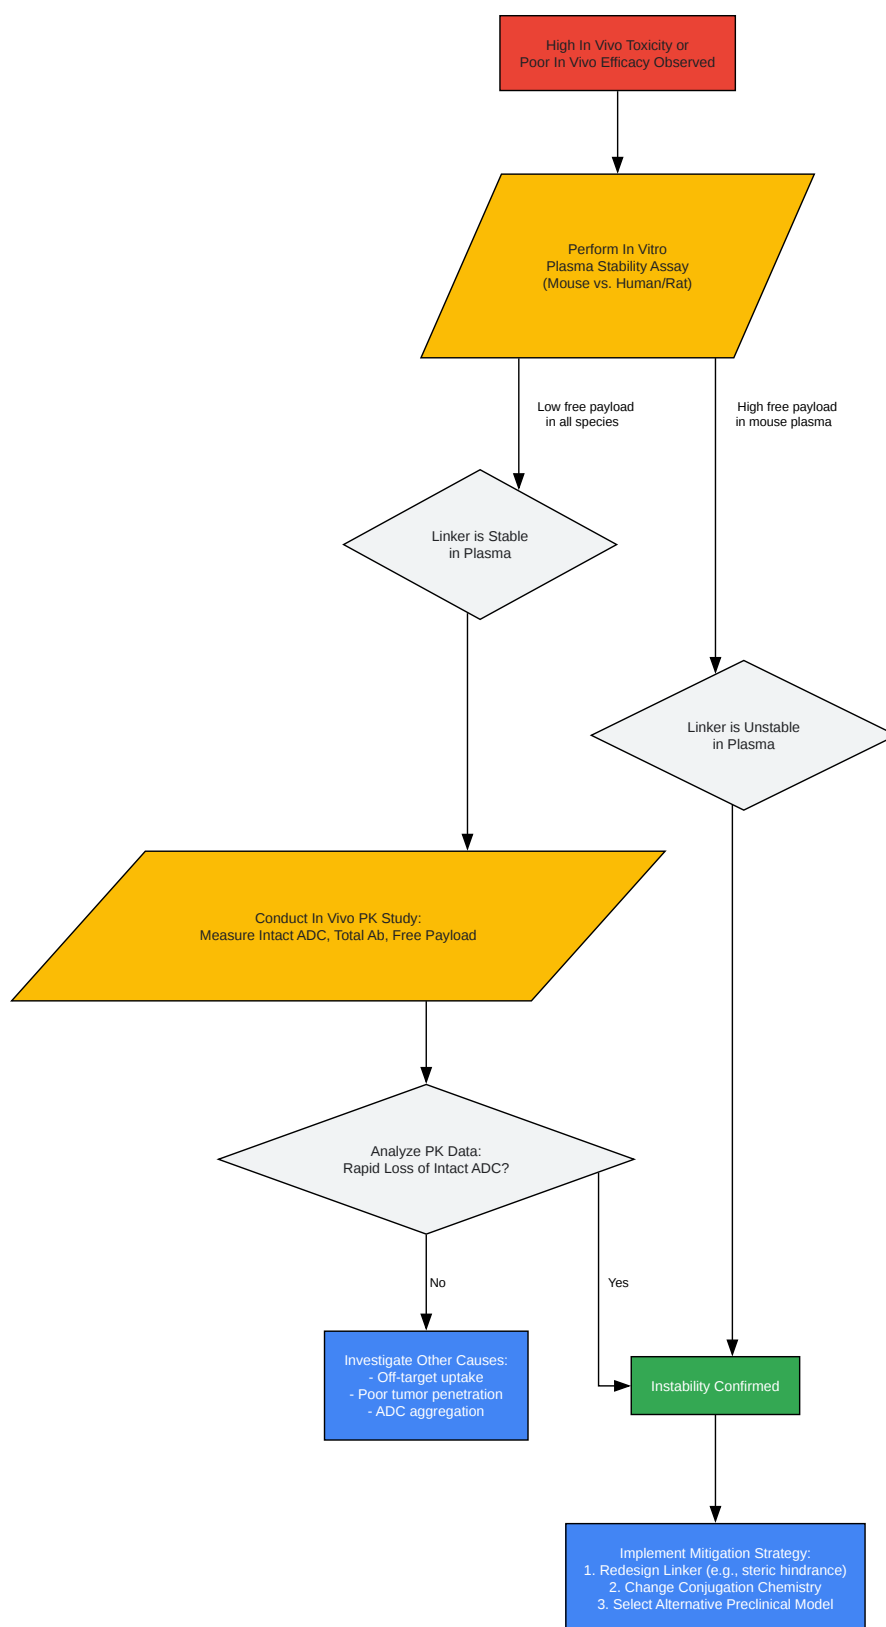 High In Vivo Toxicity or
Poor In Vivo Efficacy Observed
Perform In Vitro
Plasma Stability Assay
(Mouse vs. Human/Rat)
Low free payload
in all species
High free payload
in mouse plasma
Linker is Stable
in Plasma
Linker is Unstable
in Plasma
Conduct In Vivo PK Study:
Measure Intact ADC, Total Ab, Free Payload
Analyze PK Data:
Rapid Loss of Intact ADC?
No
Yes
Investigate Other Causes:
- Off-target uptake
- Poor tumor penetration
- ADC aggregation
Instability Confirmed
Implement Mitigation Strategy:
1. Redesign Linker (e.g., steric hindrance)
2. Change Conjugation Chemistry
3. Select Alternative Preclinical Model